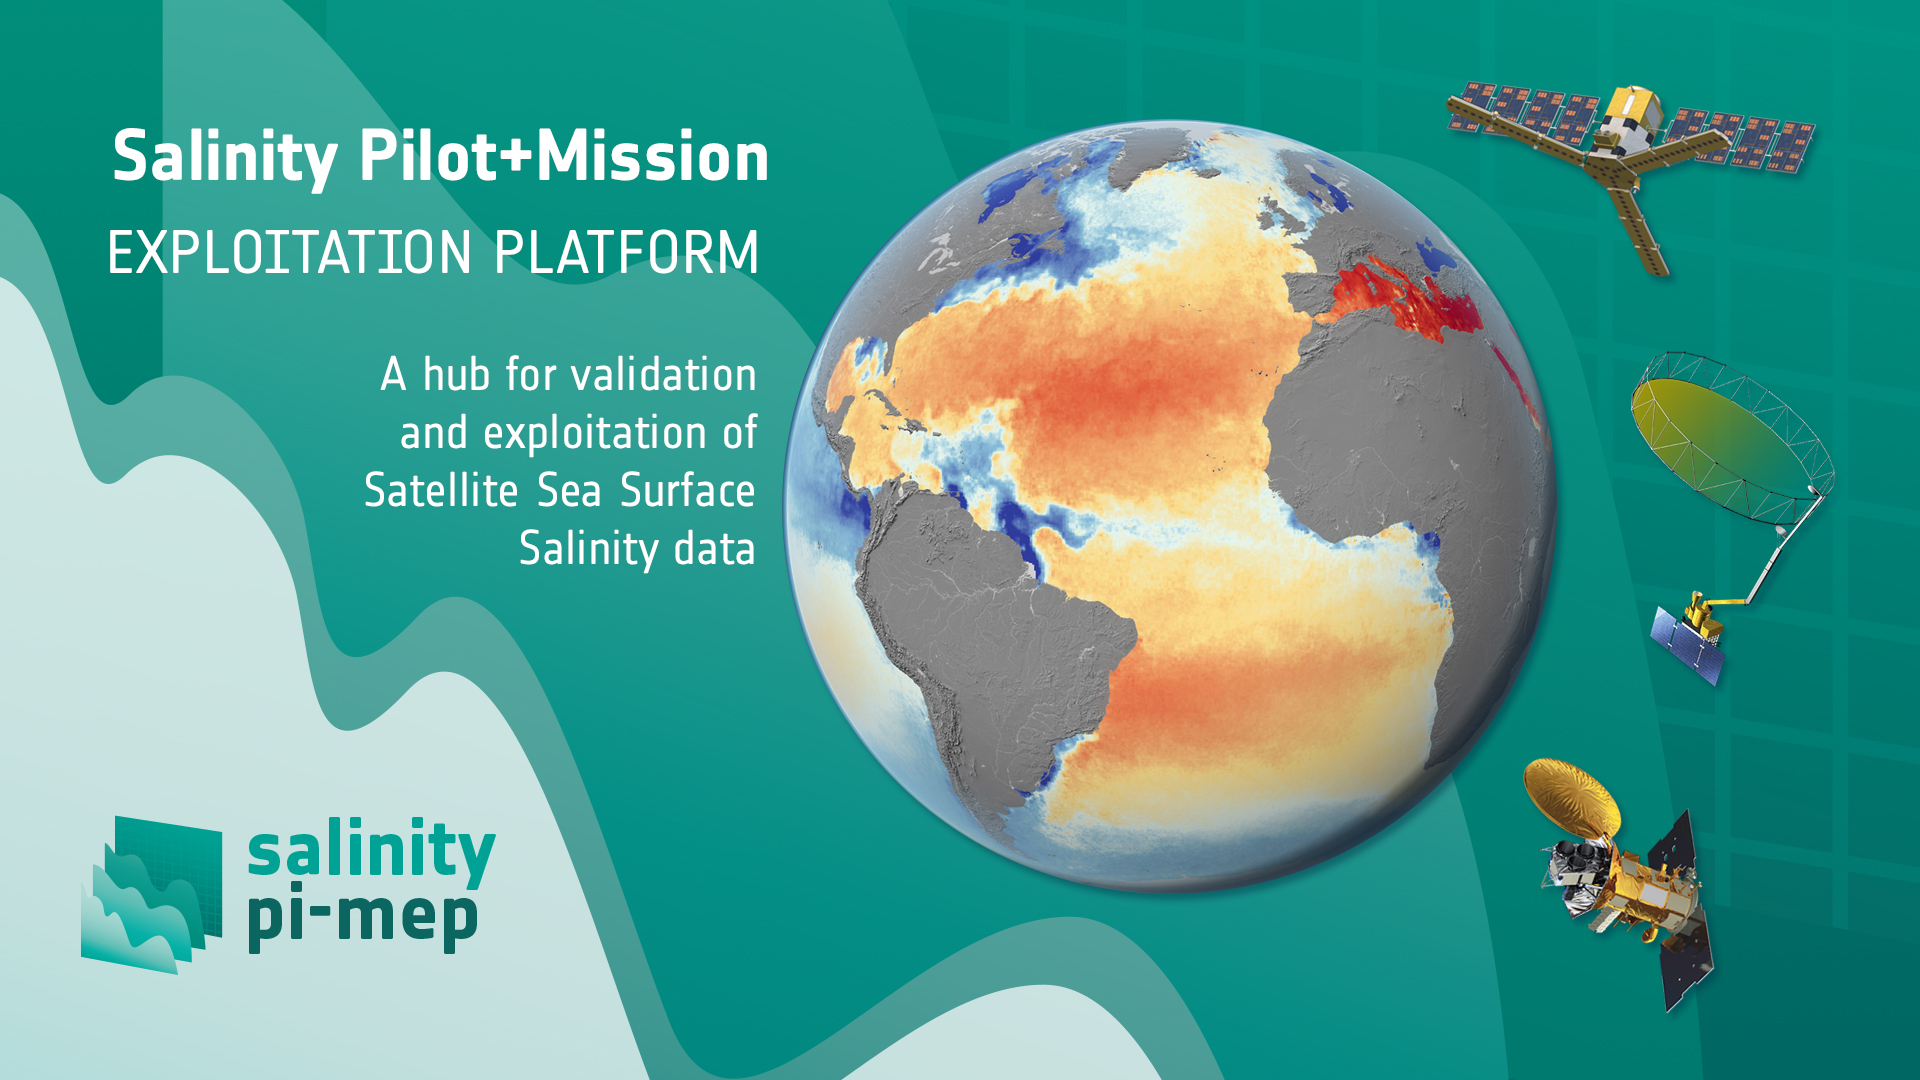 Salinity Pilot+Mission
EXPLOITATION PLATFORM
A hub for validation
and exploitation of
Satellite Sea Surface
Salinity data
salinity
pi-mep